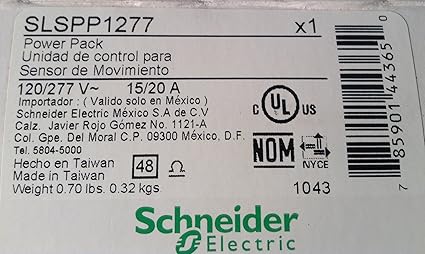 SLSPP1277 x1
Power Pack
Unidad de control para
Sensor de Movimiento
120/277 V~ 15/20 A
Importador : ( Valido solo en México )
Schneider Electric México S.A de C.V
Calz. Javier Rojo Gómez No. 1121-A
Col. Gpe. Del Moral C.P. 09300 México, D.F.
Tel. 5804-5000
Hecho en Taiwan
Made in Taiwan
Weight 0.70 lbs. 0.32 kgs
48 Ω
C UL US
NOM NYCE
1043
7 85901 44365 0
Schneider
Electric